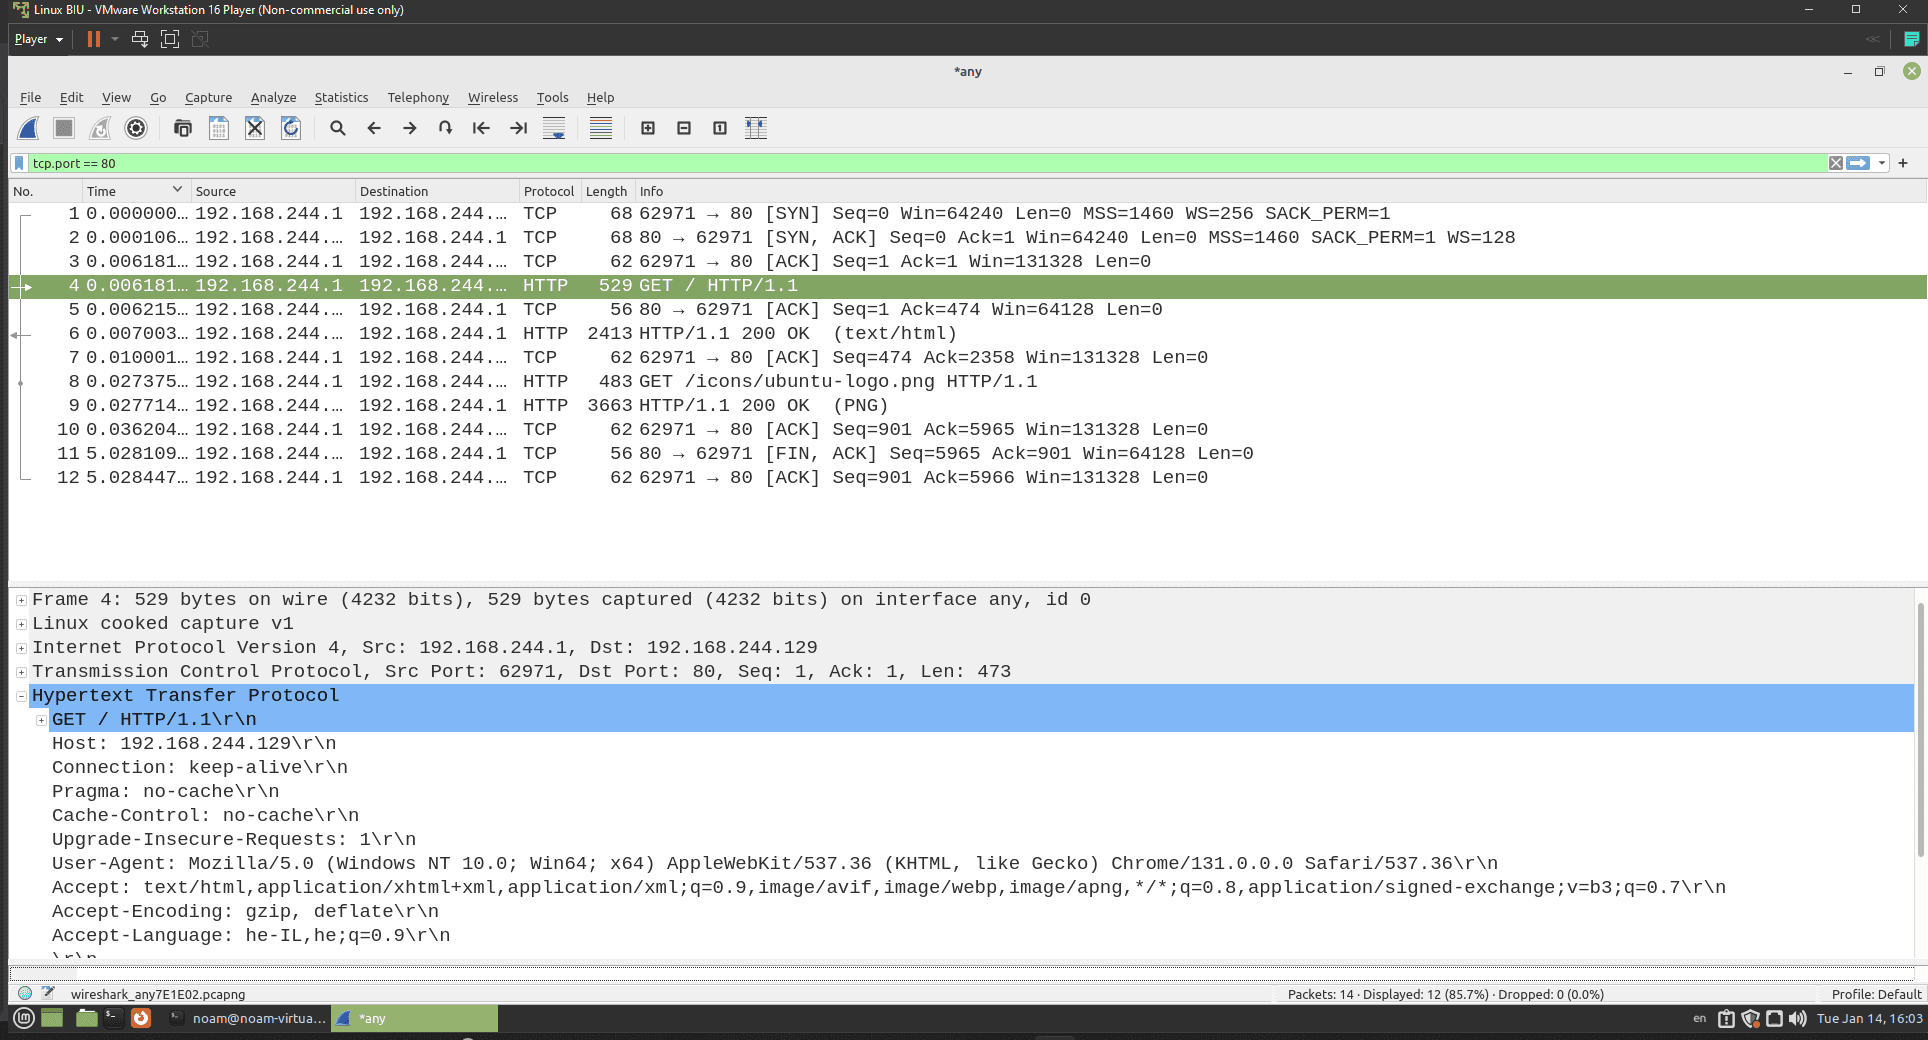 Linux BIU - VMware Workstation 16 Player (Non-commercial use only)
Player
*any
File Edit View Go Capture Analyze Statistics Telephony Wireless Tools Help
tcp.port == 80
No. Time Source Destination Protocol Length Info
1 0.000000… 192.168.244.1 192.168.244.… TCP 68 62971 → 80 [SYN] Seq=0 Win=64240 Len=0 MSS=1460 WS=256 SACK_PERM=1
2 0.000106… 192.168.244.… 192.168.244.1 TCP 68 80 → 62971 [SYN, ACK] Seq=0 Ack=1 Win=64240 Len=0 MSS=1460 SACK_PERM=1 WS=128
3 0.006181… 192.168.244.1 192.168.244.… TCP 62 62971 → 80 [ACK] Seq=1 Ack=1 Win=131328 Len=0
4 0.006181… 192.168.244.1 192.168.244.… HTTP 529 GET / HTTP/1.1
5 0.006215… 192.168.244.… 192.168.244.1 TCP 56 80 → 62971 [ACK] Seq=1 Ack=474 Win=64128 Len=0
6 0.007003… 192.168.244.… 192.168.244.1 HTTP 2413 HTTP/1.1 200 OK  (text/html)
7 0.010001… 192.168.244.1 192.168.244.… TCP 62 62971 → 80 [ACK] Seq=474 Ack=2358 Win=131328 Len=0
8 0.027375… 192.168.244.1 192.168.244.… HTTP 483 GET /icons/ubuntu-logo.png HTTP/1.1
9 0.027714… 192.168.244.… 192.168.244.1 HTTP 3663 HTTP/1.1 200 OK  (PNG)
10 0.036204… 192.168.244.1 192.168.244.… TCP 62 62971 → 80 [ACK] Seq=901 Ack=5965 Win=131328 Len=0
11 5.028109… 192.168.244.… 192.168.244.1 TCP 56 80 → 62971 [FIN, ACK] Seq=5965 Ack=901 Win=64128 Len=0
12 5.028447… 192.168.244.1 192.168.244.… TCP 62 62971 → 80 [ACK] Seq=901 Ack=5966 Win=131328 Len=0
Frame 4: 529 bytes on wire (4232 bits), 529 bytes captured (4232 bits) on interface any, id 0
Linux cooked capture v1
Internet Protocol Version 4, Src: 192.168.244.1, Dst: 192.168.244.129
Transmission Control Protocol, Src Port: 62971, Dst Port: 80, Seq: 1, Ack: 1, Len: 473
Hypertext Transfer Protocol
GET / HTTP/1.1\r\n
Host: 192.168.244.129\r\n
Connection: keep-alive\r\n
Pragma: no-cache\r\n
Cache-Control: no-cache\r\n
Upgrade-Insecure-Requests: 1\r\n
User-Agent: Mozilla/5.0 (Windows NT 10.0; Win64; x64) AppleWebKit/537.36 (KHTML, like Gecko) Chrome/131.0.0.0 Safari/537.36\r\n
Accept: text/html,application/xhtml+xml,application/xml;q=0.9,image/avif,image/webp,image/apng,*/*;q=0.8,application/signed-exchange;v=b3;q=0.7\r\n
Accept-Encoding: gzip, deflate\r\n
Accept-Language: he-IL,he;q=0.9\r\n
\r\n
wireshark_any7E1E02.pcapng Packets: 14 · Displayed: 12 (85.7%) · Dropped: 0 (0.0%) Profile: Default
noam@noam-virtua… *any en Tue Jan 14, 16:03